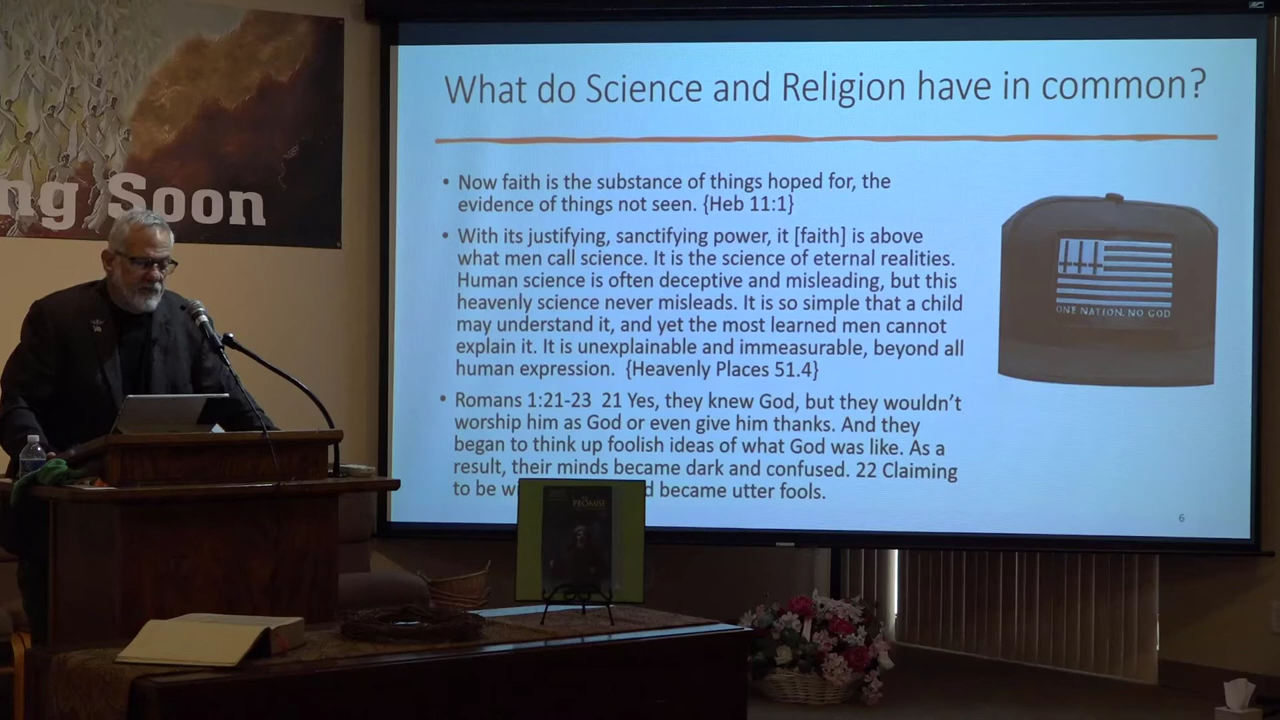 ng Soon
What do Science and Religion have in common?
• Now faith is the substance of things hoped for, the
evidence of things not seen. {Heb 11:1}
• With its justifying, sanctifying power, it [faith] is above
what men call science. It is the science of eternal realities.
Human science is often deceptive and misleading, but this
heavenly science never misleads. It is so simple that a child
may understand it, and yet the most learned men cannot
explain it. It is unexplainable and immeasurable, beyond all
human expression. {Heavenly Places 51.4}
• Romans 1:21-23 21 Yes, they knew God, but they wouldn't
worship him as God or even give him thanks. And they
began to think up foolish ideas of what God was like. As a
result, their minds became dark and confused. 22 Claiming
to be became utter fools.
ONE NATION, NO GOD
6
PROMISE